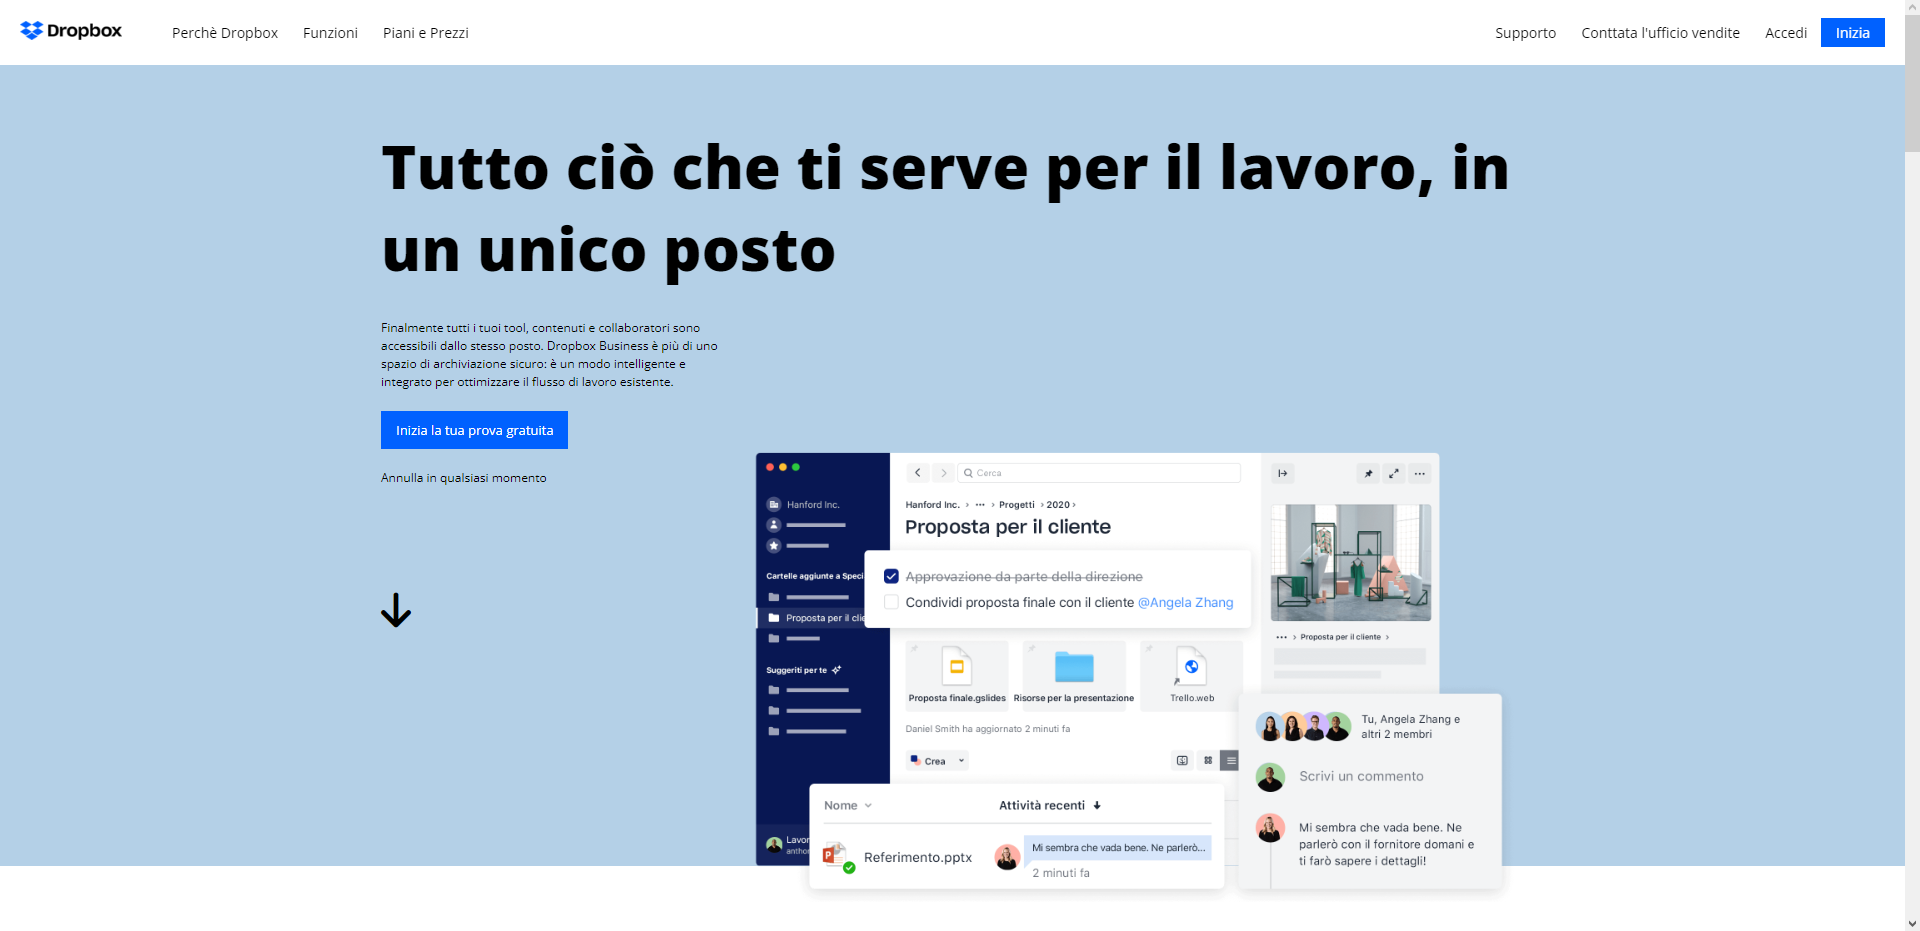 Dropbox
Perchè Dropbox
Funzioni
Piani e Prezzi
Supporto
Conttata l'ufficio vendite
Accedi
Inizia
Tutto ciò che ti serve per il lavoro, in
un unico posto
Finalmente tutti i tuoi tool, contenuti e collaboratori sono
accessibili dallo stesso posto. Dropbox Business è più di uno
spazio di archiviazione sicuro: è un modo intelligente e
integrato per ottimizzare il flusso di lavoro esistente.
Inizia la tua prova gratuita
Annulla in qualsiasi momento
Hanford Inc.
Cartelle aggiunte a Speci
Proposta per il clie
Suggeriti per te
Lavor
anthon
Cerca
Hanford Inc. › ··· › Progetti › 2020 ›
Proposta per il cliente
Approvazione da parte della direzione
Condividi proposta finale con il cliente @Angela Zhang
Proposta finale.gslides
Risorse per la presentazione
Trello.web
Daniel Smith ha aggiornato 2 minuti fa
Crea
Nome
Attività recenti
P
Referimento.pptx
Mi sembra che vada bene. Ne parlerò...
2 minuti fa
··· › Proposta per il cliente ›
Tu, Angela Zhang e
altri 2 membri
Scrivi un commento
Mi sembra che vada bene. Ne
parlerò con il fornitore domani e
ti farò sapere i dettagli!